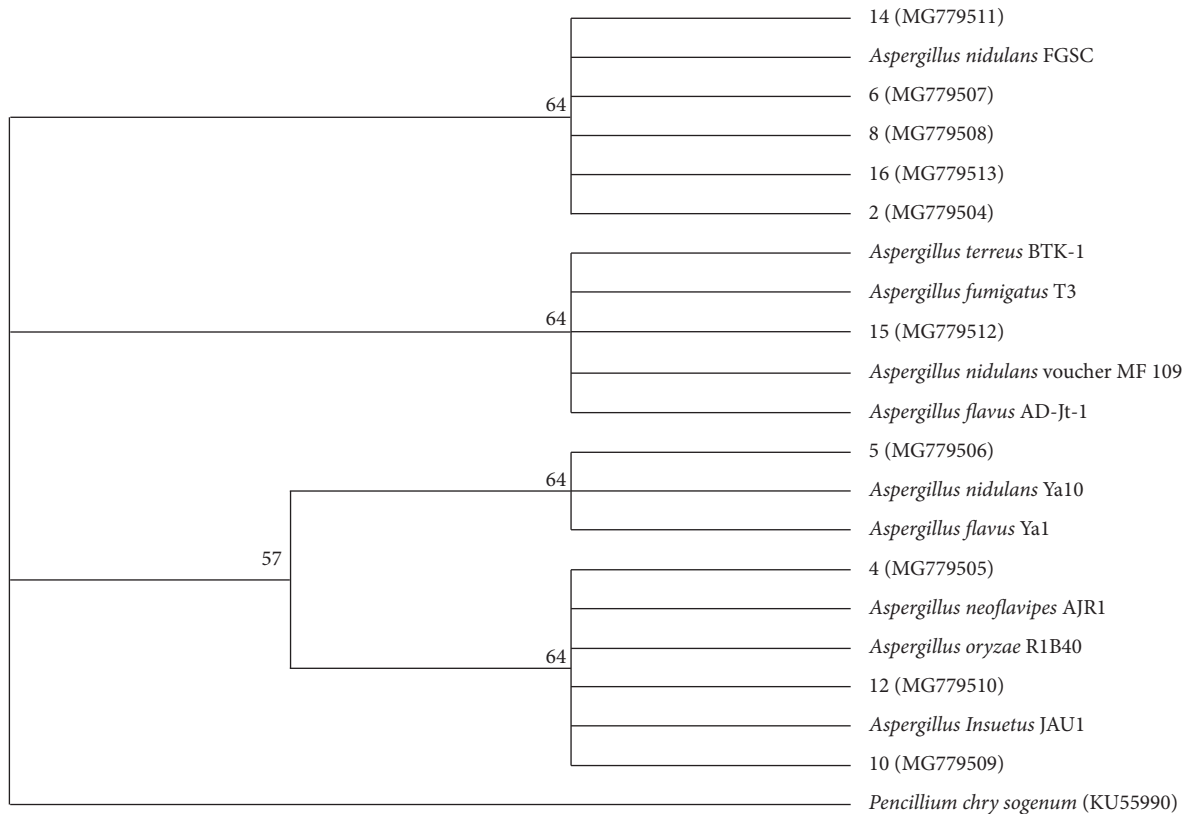 14 (MG779511)
Aspergillus nidulans FGSC
6 (MG779507)
64
8 (MG779508)
16 (MG779513)
2 (MG779504)
Aspergillus terreus BTK-1
Aspergillus fumigatus T3
64
15 (MG779512)
Aspergillus nidulans voucher MF 109
Aspergillus flavus AD-Jt-1
5 (MG779506)
64
Aspergillus nidulans Ya10
Aspergillus flavus Ya1
57
4 (MG779505)
Aspergillus neoflavipes AJR1
Aspergillus oryzae R1B40
64
12 (MG779510)
Aspergillus Insuetus JAU1
10 (MG779509)
Pencillium chry sogenum (KU55990)